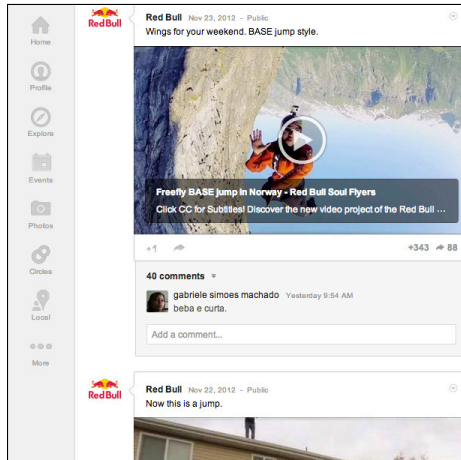 Home
Profile
Explore
Events
Photos
Circles
Local
More
Red Bull
Red Bull Nov 23, 2012 - Public
Wings for your weekend. BASE jump style.
Freefly BASE jump in Norway - Red Bull Soul Flyers
Click CC for Subtitles! Discover the new video project of the Red Bull ...
+1
+343 88
40 comments
gabriele simoes machado Yesterday 9:54 AM
beba e curta.
Add a comment...
Red Bull
Red Bull Nov 22, 2012 - Public
Now this is a jump.